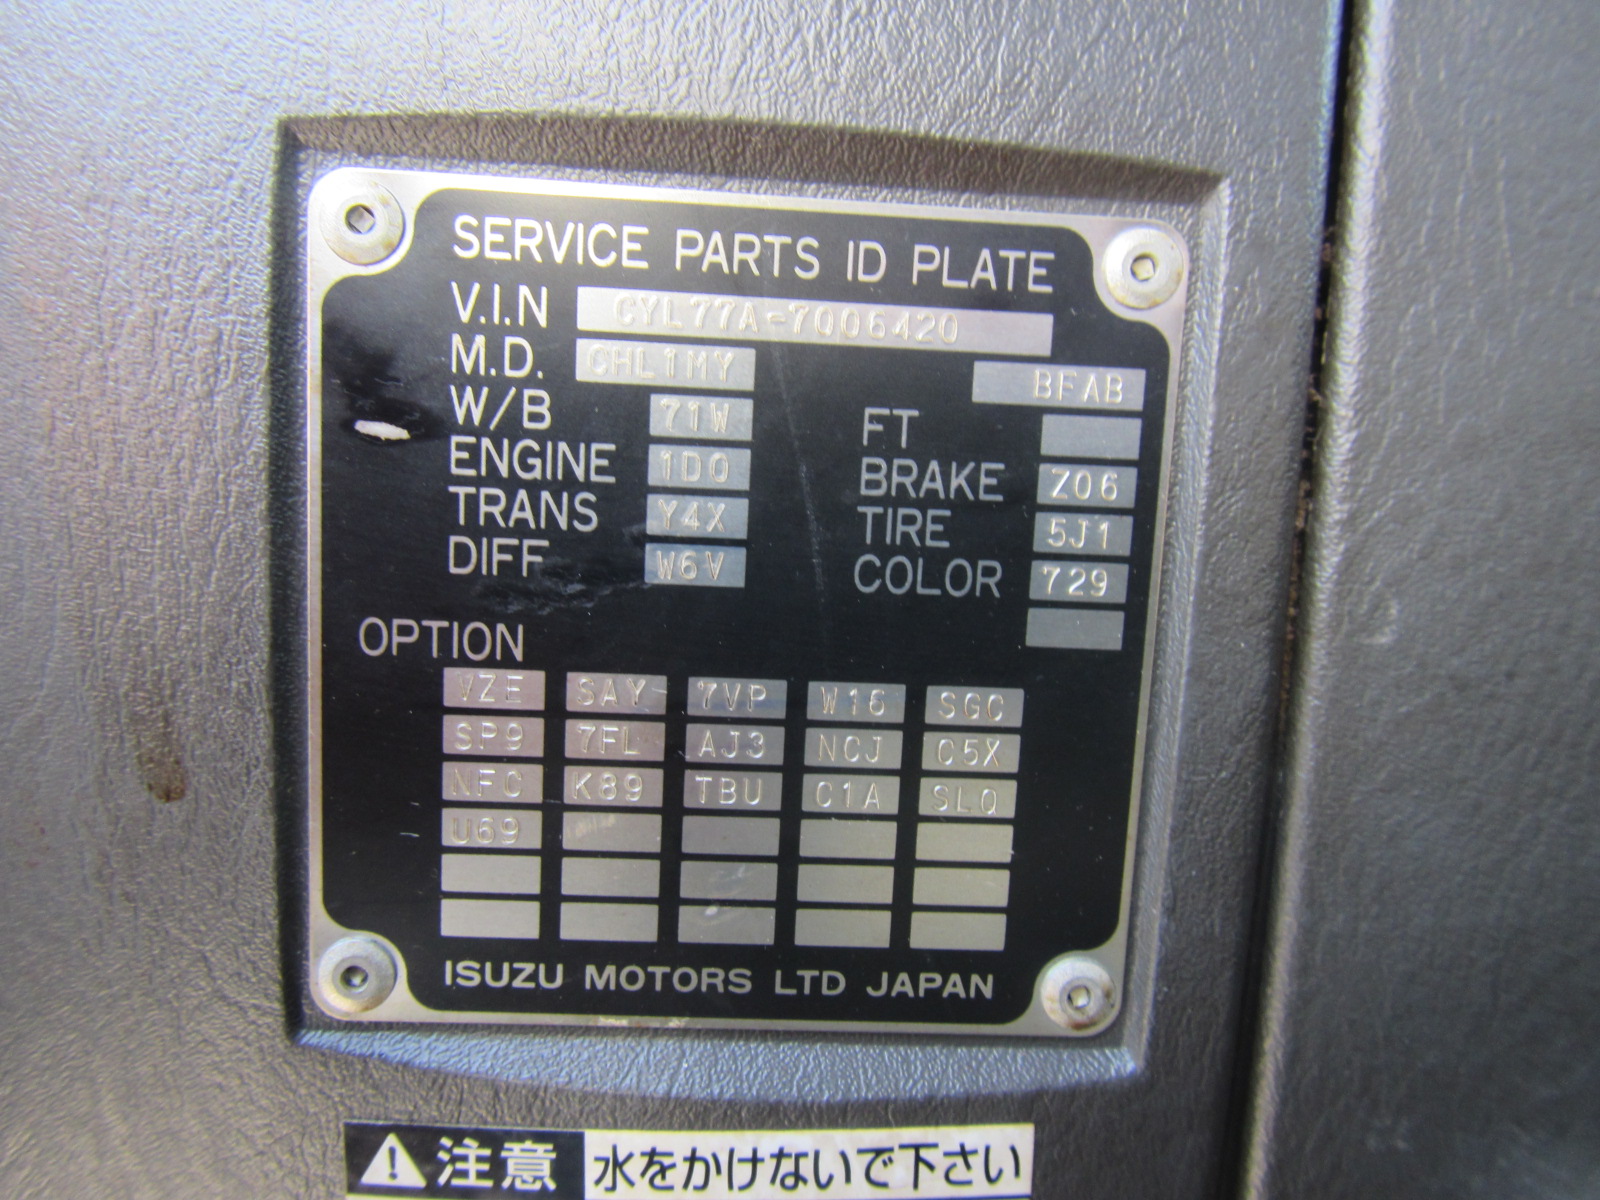 SERVICE PARTS ID PLATE
V.I.N CYL77A-7006420
M.D. CHL1MY BFAB
W/B 71W FT
ENGINE 1D0 BRAKE Z06
TRANS Y4X TIRE 5J1
DIFF W6V COLOR 729
OPTION
VZE SAY 7VP W16 SGC
SP9 7FL AJ3 NCJ C5X
NFC K89 TBU C1A SLQ
U69
ISUZU MOTORS LTD JAPAN
注意 水をかけないで下さい